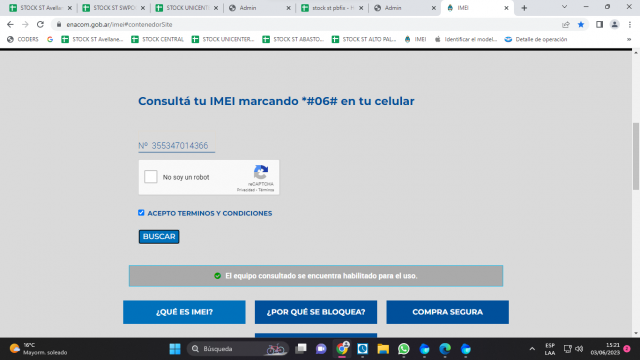 STOCK ST Avellan
STOCK ST SWPO
STOCK UNICENT
Admin
stock st pbfix - H
Admin
IMEI
enacom.gob.ar/imei#contenedorSite
CODERS
STOCK ST Avellane...
STOCK CENTRAL
STOCK UNICENTER...
STOCK ST ABASTO...
STOCK ST ALTO PAL...
IMEI
Identificar el model...
Detalle de operación
Consultá tu IMEI marcando *#06# en tu celular
Nº 355347014366
No soy un robot
reCAPTCHA
Privacidad - Términos
ACEPTO TERMINOS Y CONDICIONES
BUSCAR
El equipo consultado se encuentra habilitado para el uso.
¿QUÉ ES IMEI?
¿POR QUÉ SE BLOQUEA?
COMPRA SEGURA
16°C
Mayorm. soleado
Búsqueda
ESP
LAA
15:21
03/06/2023